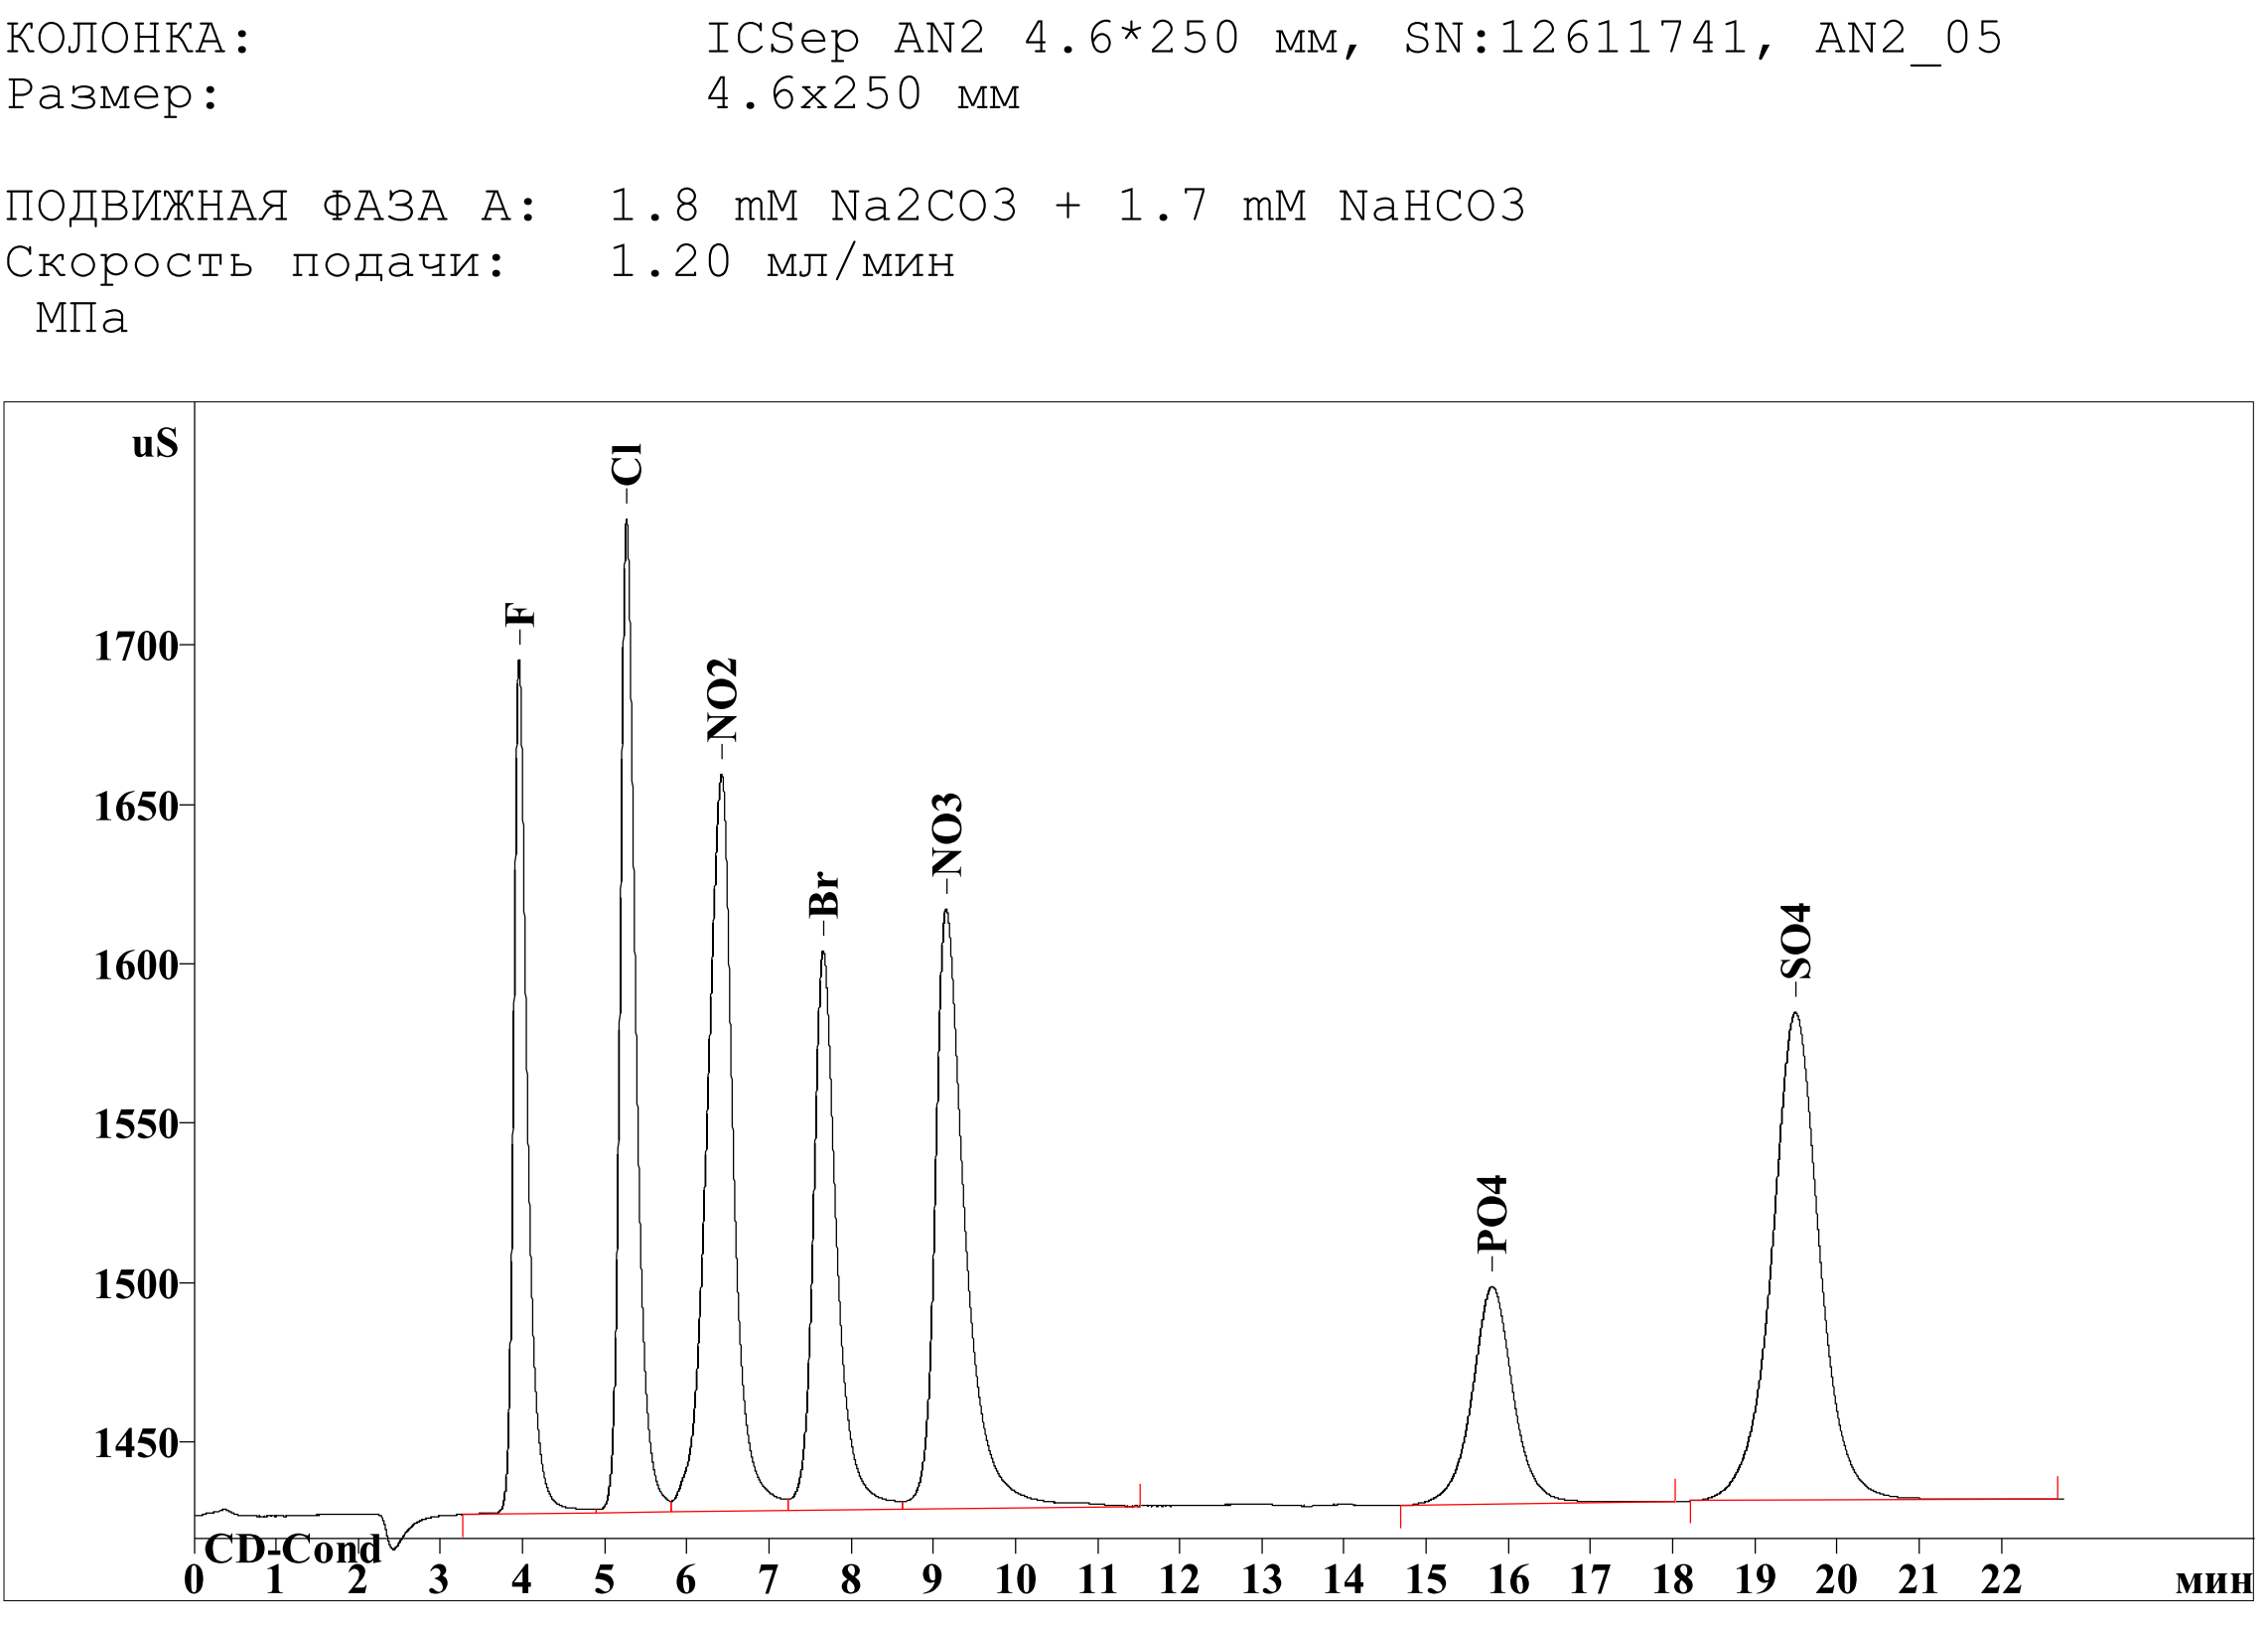 КОЛОНКА: ICSep AN2 4.6*250 мм, SN:12611741, AN2_05
Размер: 4.6x250 мм
ПОДВИЖНАЯ ФАЗА А: 1.8 mM Na2CO3 + 1.7 mM NaHCO3
Скорость подачи: 1.20 мл/мин
МПа
uS
Cl
F
1700
NO2
1650
NO3
Br
SO4
1600
1550
PO4
1500
1450
CD-Cond
0 1 2 3 4 5 6 7 8 9 10 11 12 13 14 15 16 17 18 19 20 21 22 мин